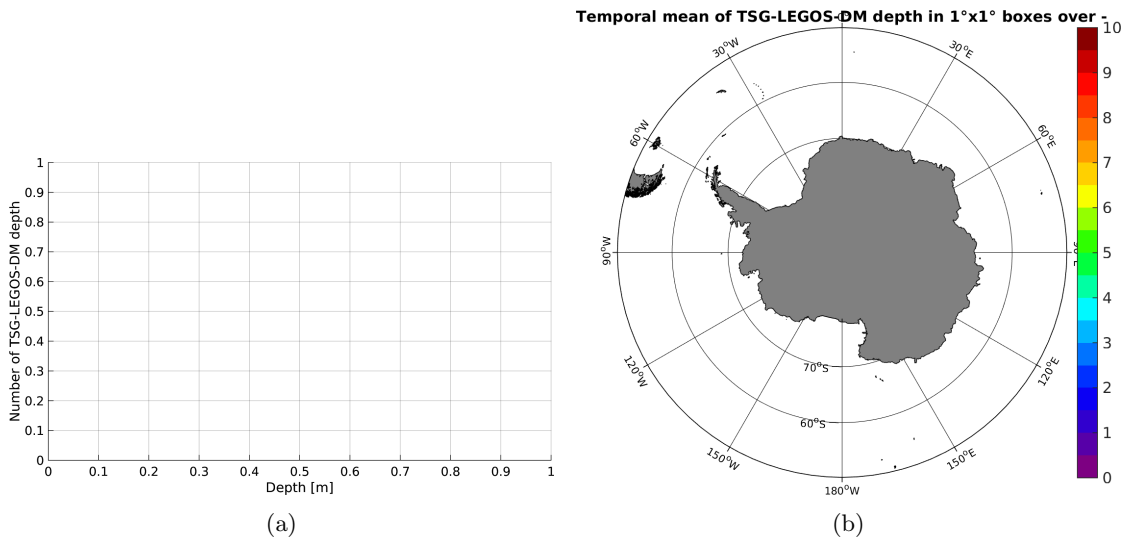 Temporal mean of TSG-LEGOS-DM depth in 1°x1° boxes over -
Number of TSG-LEGOS-DM depth
1
0.9
0.8
0.7
0.6
0.5
0.4
0.3
0.2
0.1
0
0 0.1 0.2 0.3 0.4 0.5 0.6 0.7 0.8 0.9 1
Depth [m]
(a)
30°W
30°E
60°W
60°E
90°W
120°W
120°E
150°W
150°E
180°W
70°S
60°S
10
9
8
7
6
5
4
3
2
1
0
(b)